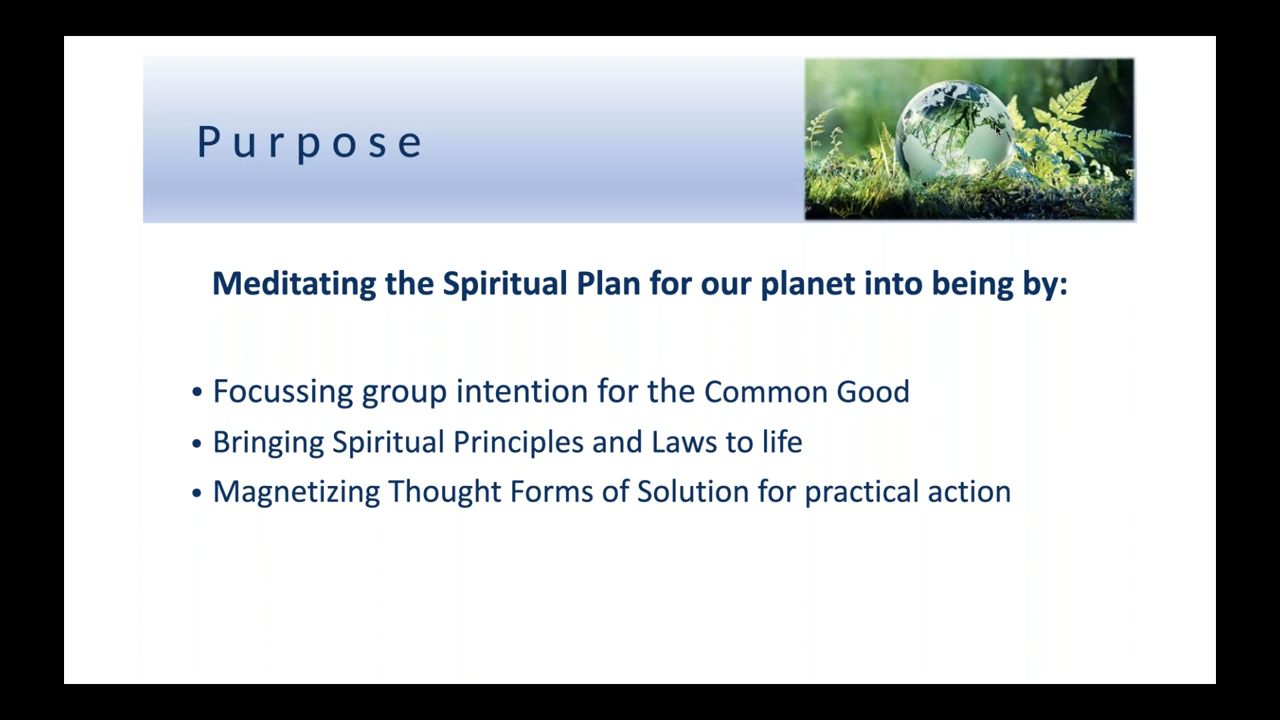 Purpose
Meditating the Spiritual Plan for our planet into being by:
• Focussing group intention for the Common Good
• Bringing Spiritual Principles and Laws to life
• Magnetizing Thought Forms of Solution for practical action